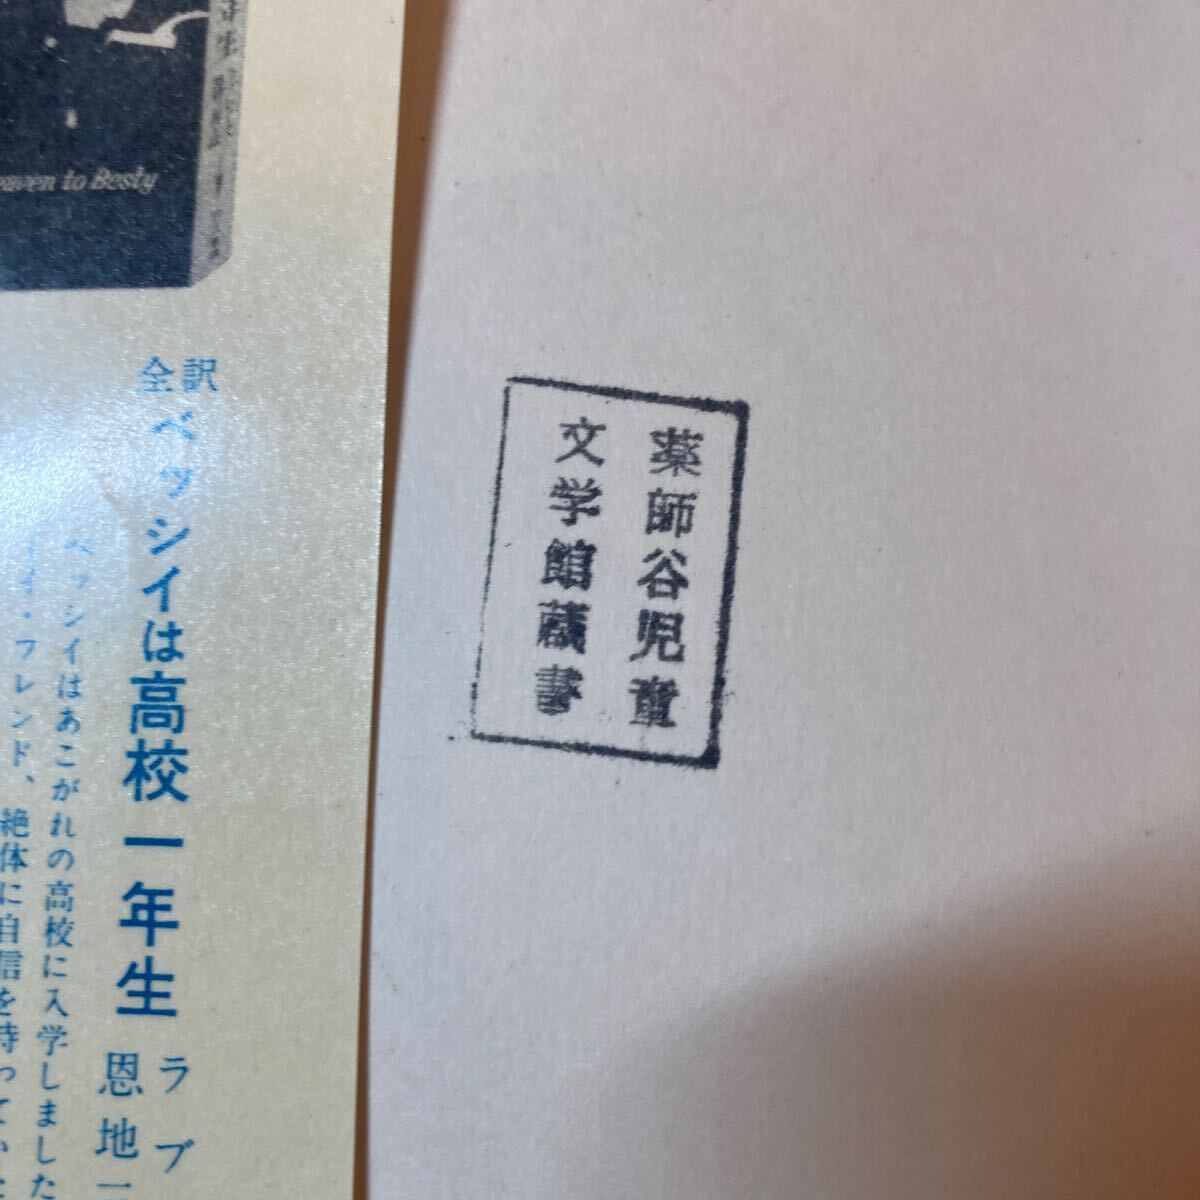 薬師谷児童
文学館蔵書
全訳 ベッシイは高校一年生 ラブ
恩地一
ベッシイはあこがれの高校に入学しました
イ・フレンド、絶体に自信を持っていた
eaven to Besty